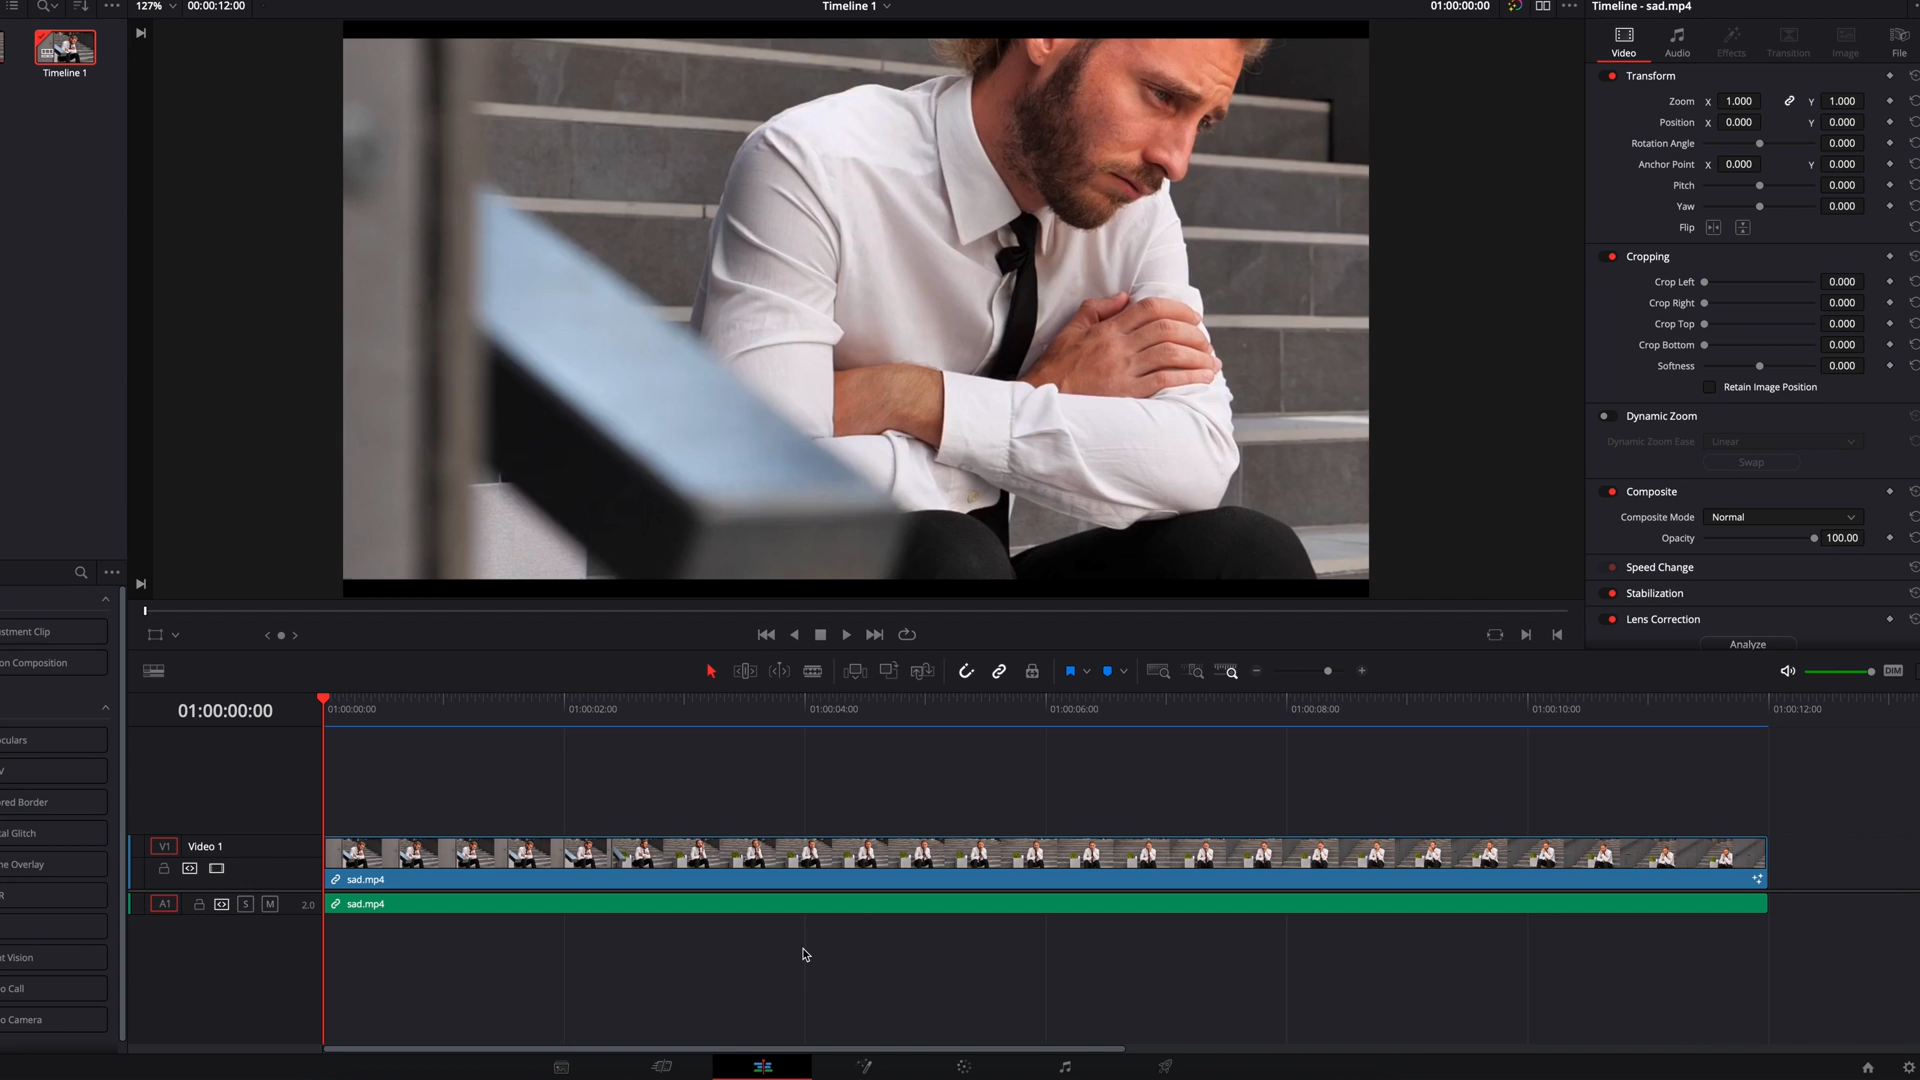 127%
00:00:12:00
Timeline 1
01:00:00:00
Timeline - sad.mp4
Timeline 1
Video
Audio
Effects
Transition
Image
File
Transform
Zoom X 1.000 Y 1.000
Position X 0.000 Y 0.000
Rotation Angle 0.000
Anchor Point X 0.000 Y 0.000
Pitch 0.000
Yaw 0.000
Flip
Cropping
Crop Left 0.000
Crop Right 0.000
Crop Top 0.000
Crop Bottom 0.000
Softness 0.000
Retain Image Position
Dynamic Zoom
Dynamic Zoom Ease Linear
Swap
Composite
Composite Mode Normal
Opacity 100.00
Speed Change
Stabilization
Lens Correction
Analyze
stment Clip
on Composition
culars
V
red Border
tal Glitch
ne Overlay
R
t Vision
o Call
o Camera
DIM
01:00:00:00
01:00:00:00
01:00:02:00
01:00:04:00
01:00:06:00
01:00:08:00
01:00:10:00
01:00:12:00
V1 Video 1
sad.mp4
A1 S M 2.0
sad.mp4